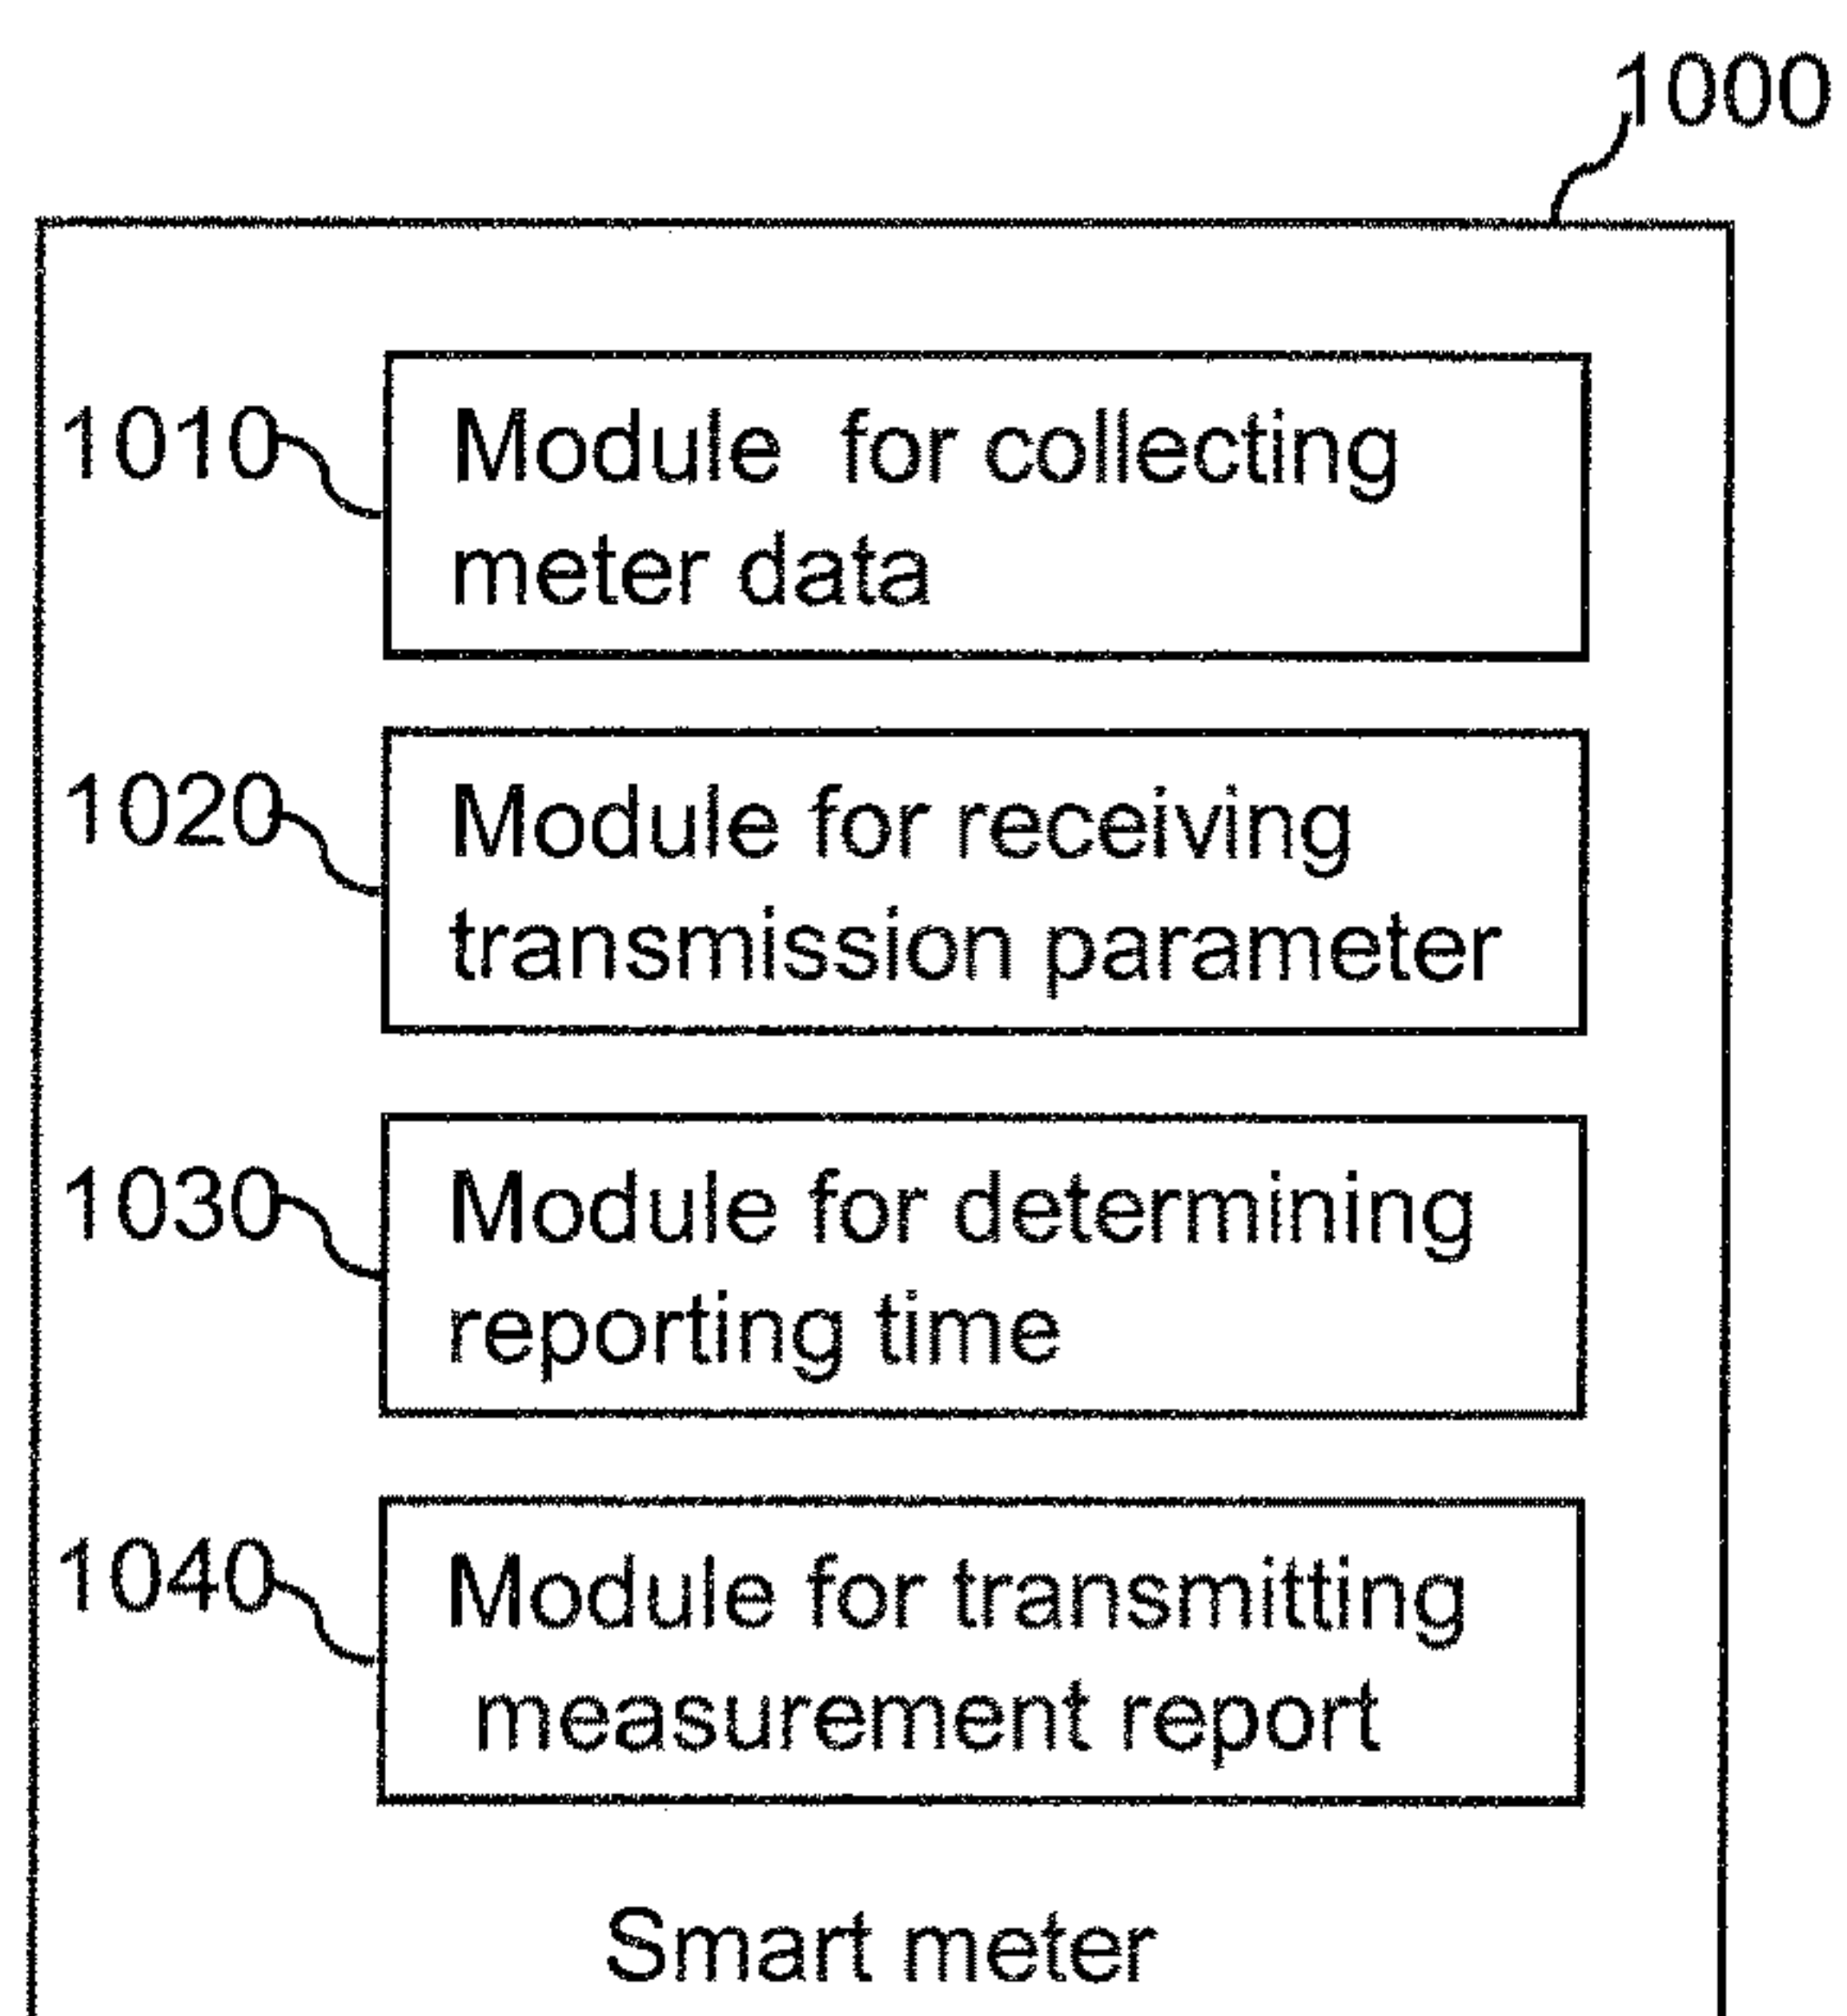 1000
1010
Module for collecting
meter data
1020
Module for receiving
transmission parameter
1030
Module for determining
reporting time
1040
Module for transmitting
measurement report
Smart meter